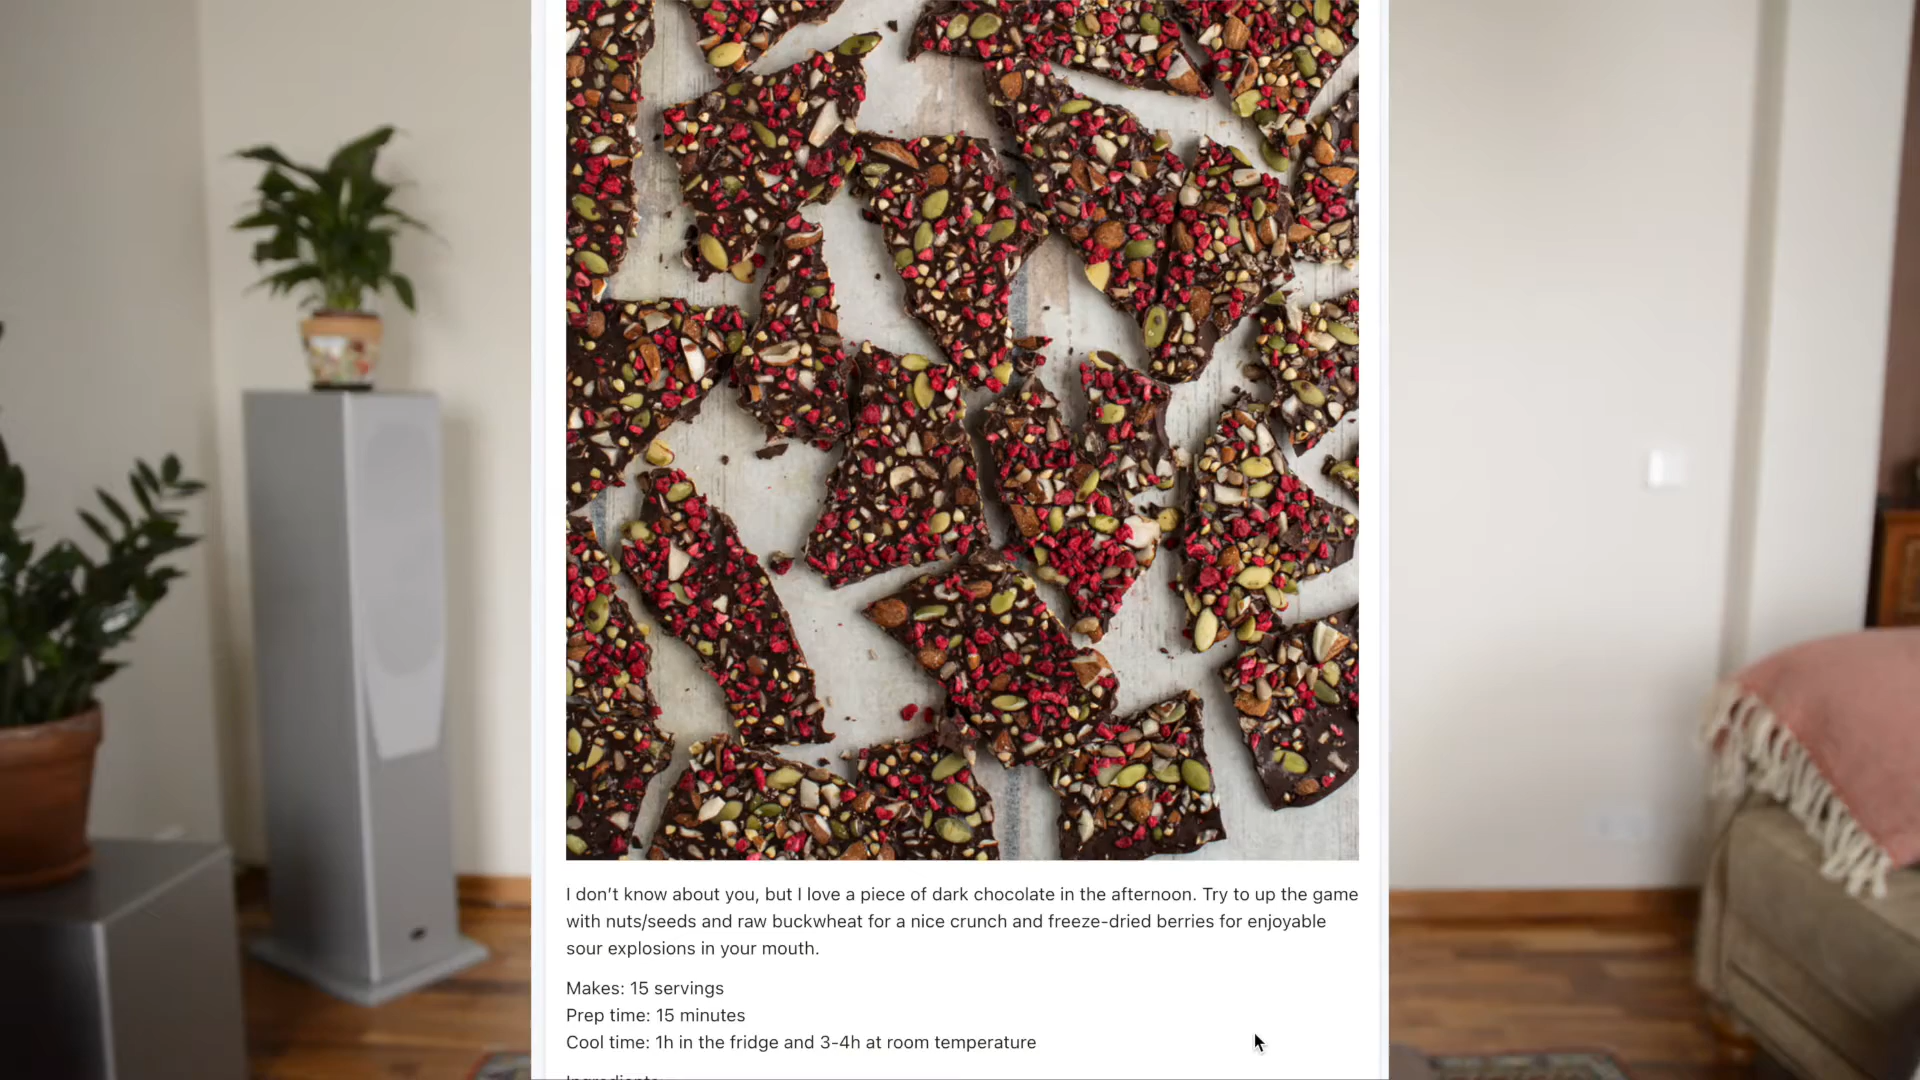 I don’t know about you, but I love a piece of dark chocolate in the afternoon. Try to up the game
with nuts/seeds and raw buckwheat for a nice crunch and freeze-dried berries for enjoyable
sour explosions in your mouth.
Makes: 15 servings
Prep time: 15 minutes
Cool time: 1h in the fridge and 3-4h at room temperature